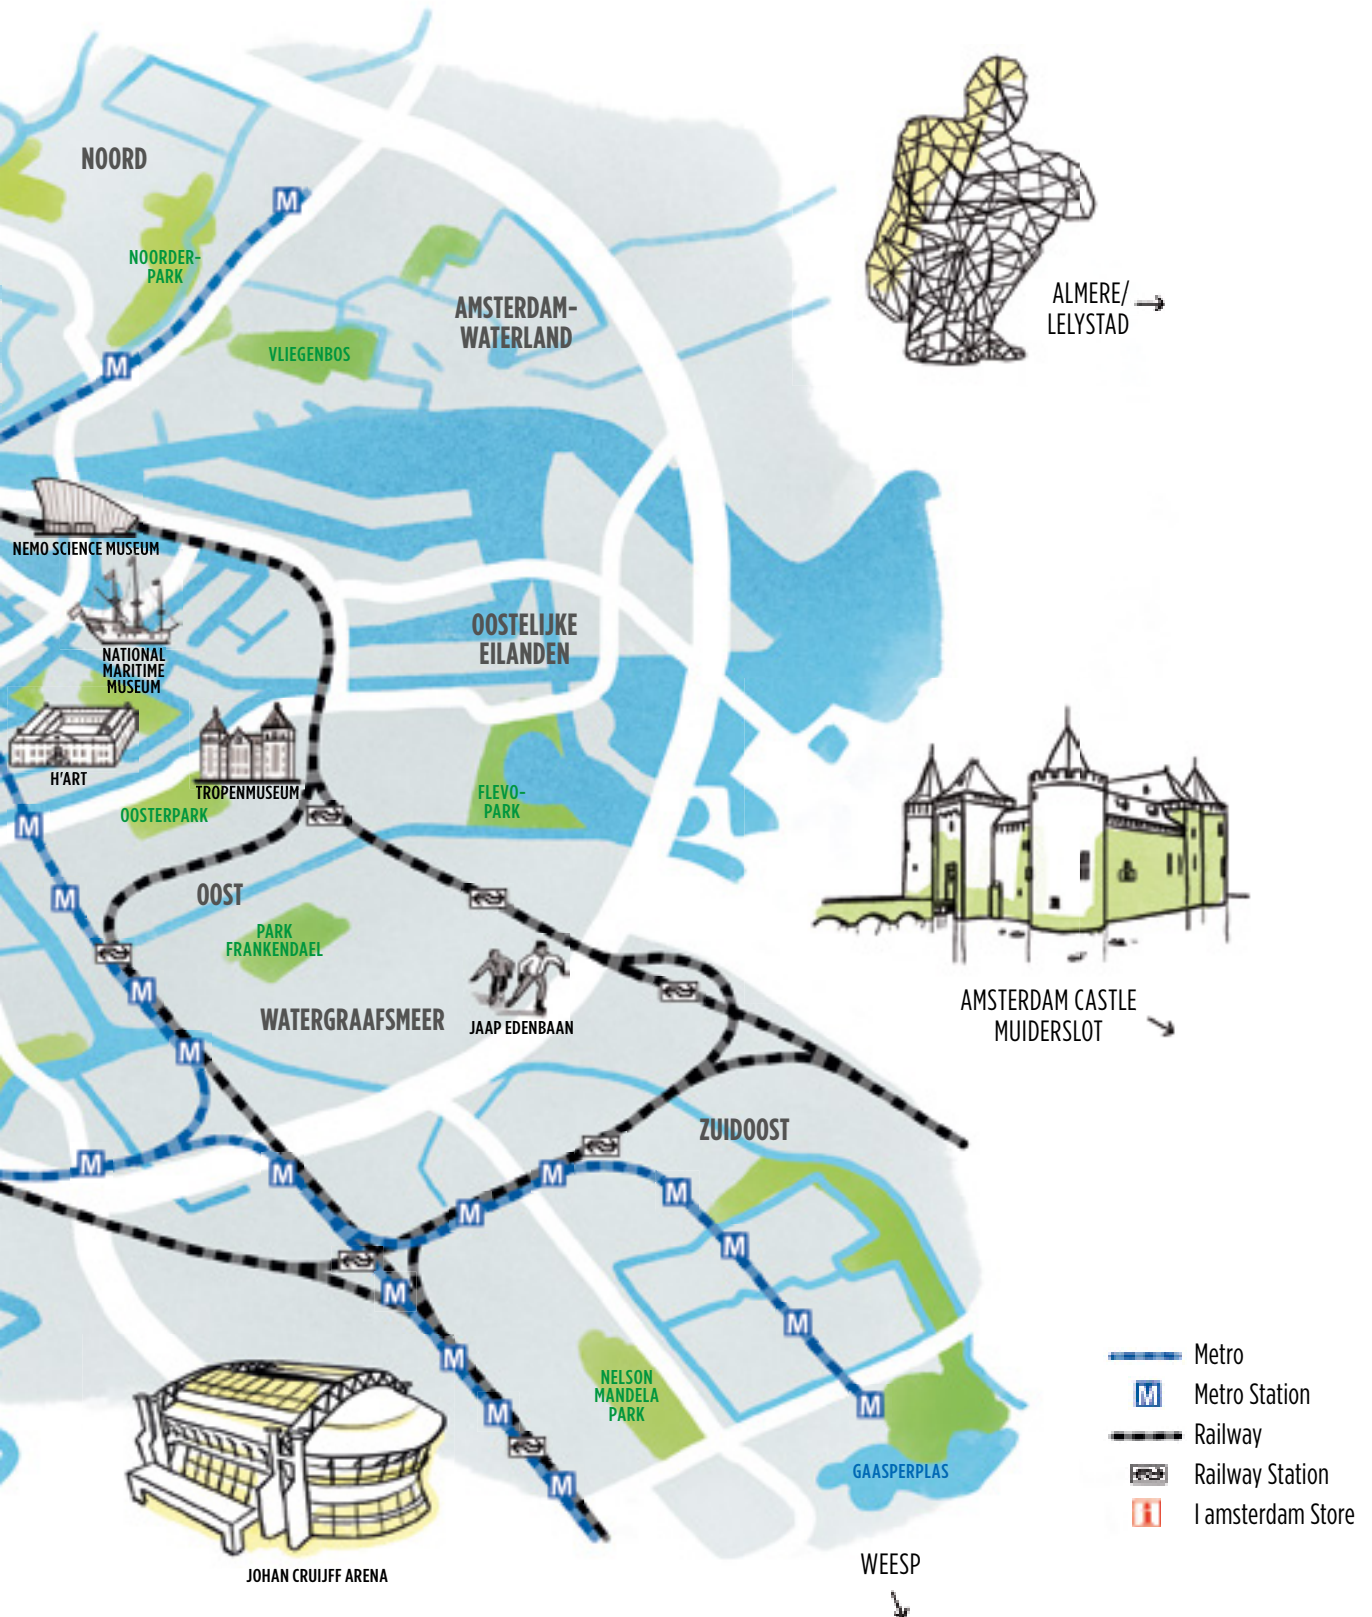 NOORD
M
NOORDER-
PARK
AMSTERDAM-
WATERLAND
ALMERE/
LELYSTAD
VLIEGENBOS
M
NEMO SCIENCE MUSEUM
OOSTELIJKE
EILANDEN
NATIONAL
MARITIME
MUSEUM
H'ART
TROPENMUSEUM
OOSTERPARK
FLEVO-
PARK
M
M
OOST
PARK
FRANKENDAEL
M
WATERGRAAFSMEER
JAAP EDENBAAN
AMSTERDAM CASTLE
MUIDERSLOT
M
ZUIDOOST
M
M
M
M
M
M
M
M
M
M
M
M
NELSON
MANDELA
PARK
GAASPERPLAS
JOHAN CRUIJFF ARENA
WEESP
Metro
M Metro Station
Railway
Railway Station
i I amsterdam Store